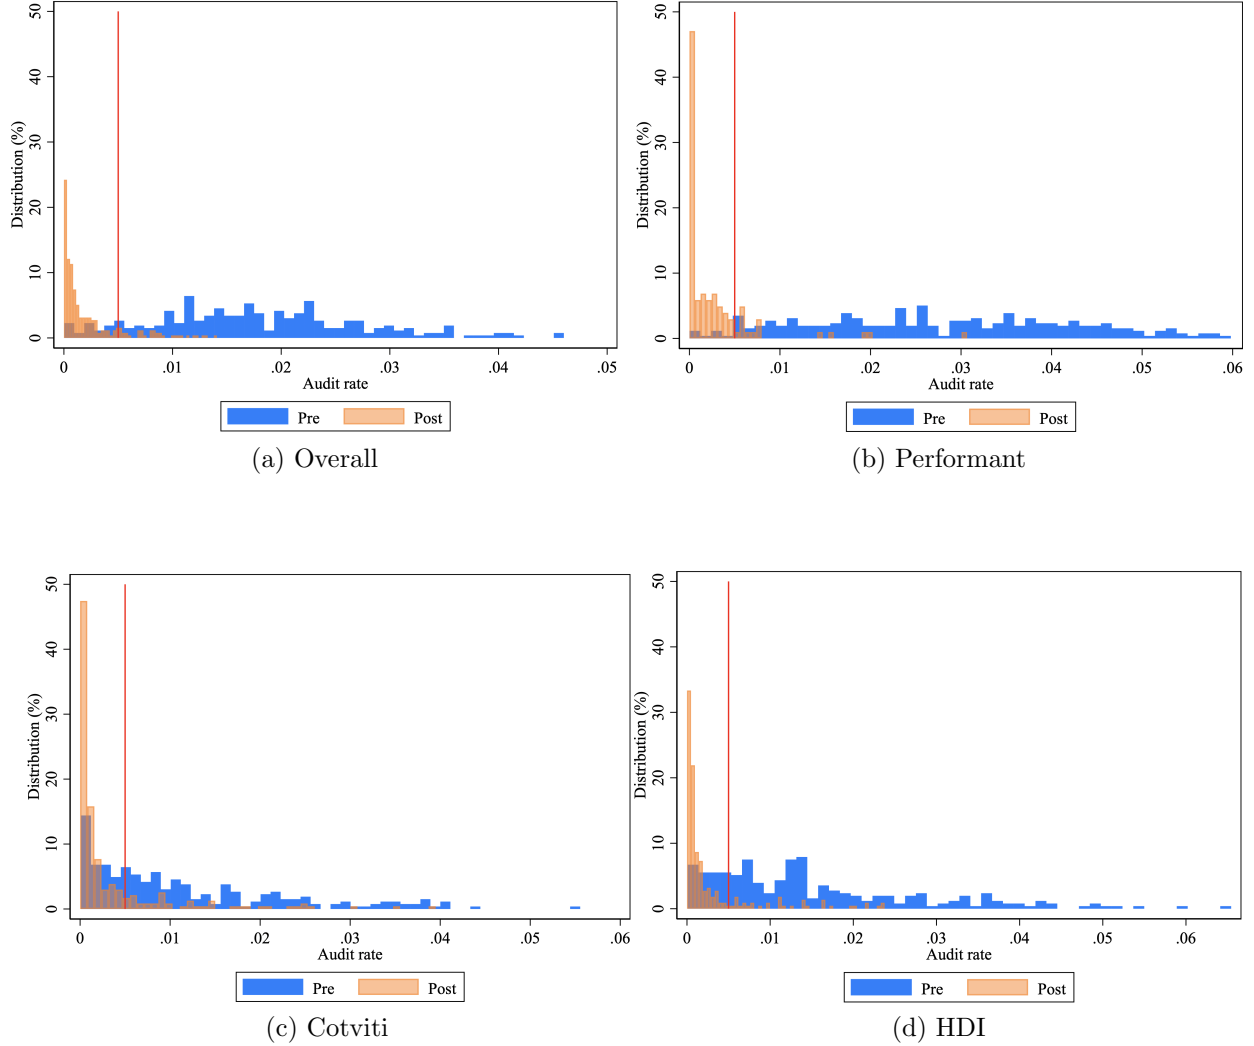 Distribution (%)
50
40
30
20
10
0
0 .01 .02 .03 .04 .05
Audit rate
Pre Post
(a) Overall
Distribution (%)
50
40
30
20
10
0
0 .01 .02 .03 .04 .05 .06
Audit rate
Pre Post
(b) Performant
Distribution (%)
50
40
30
20
10
0
0 .01 .02 .03 .04 .05 .06
Audit rate
Pre Post
(c) Cotviti
Distribution (%)
50
40
30
20
10
0
0 .01 .02 .03 .04 .05 .06
Audit rate
Pre Post
(d) HDI